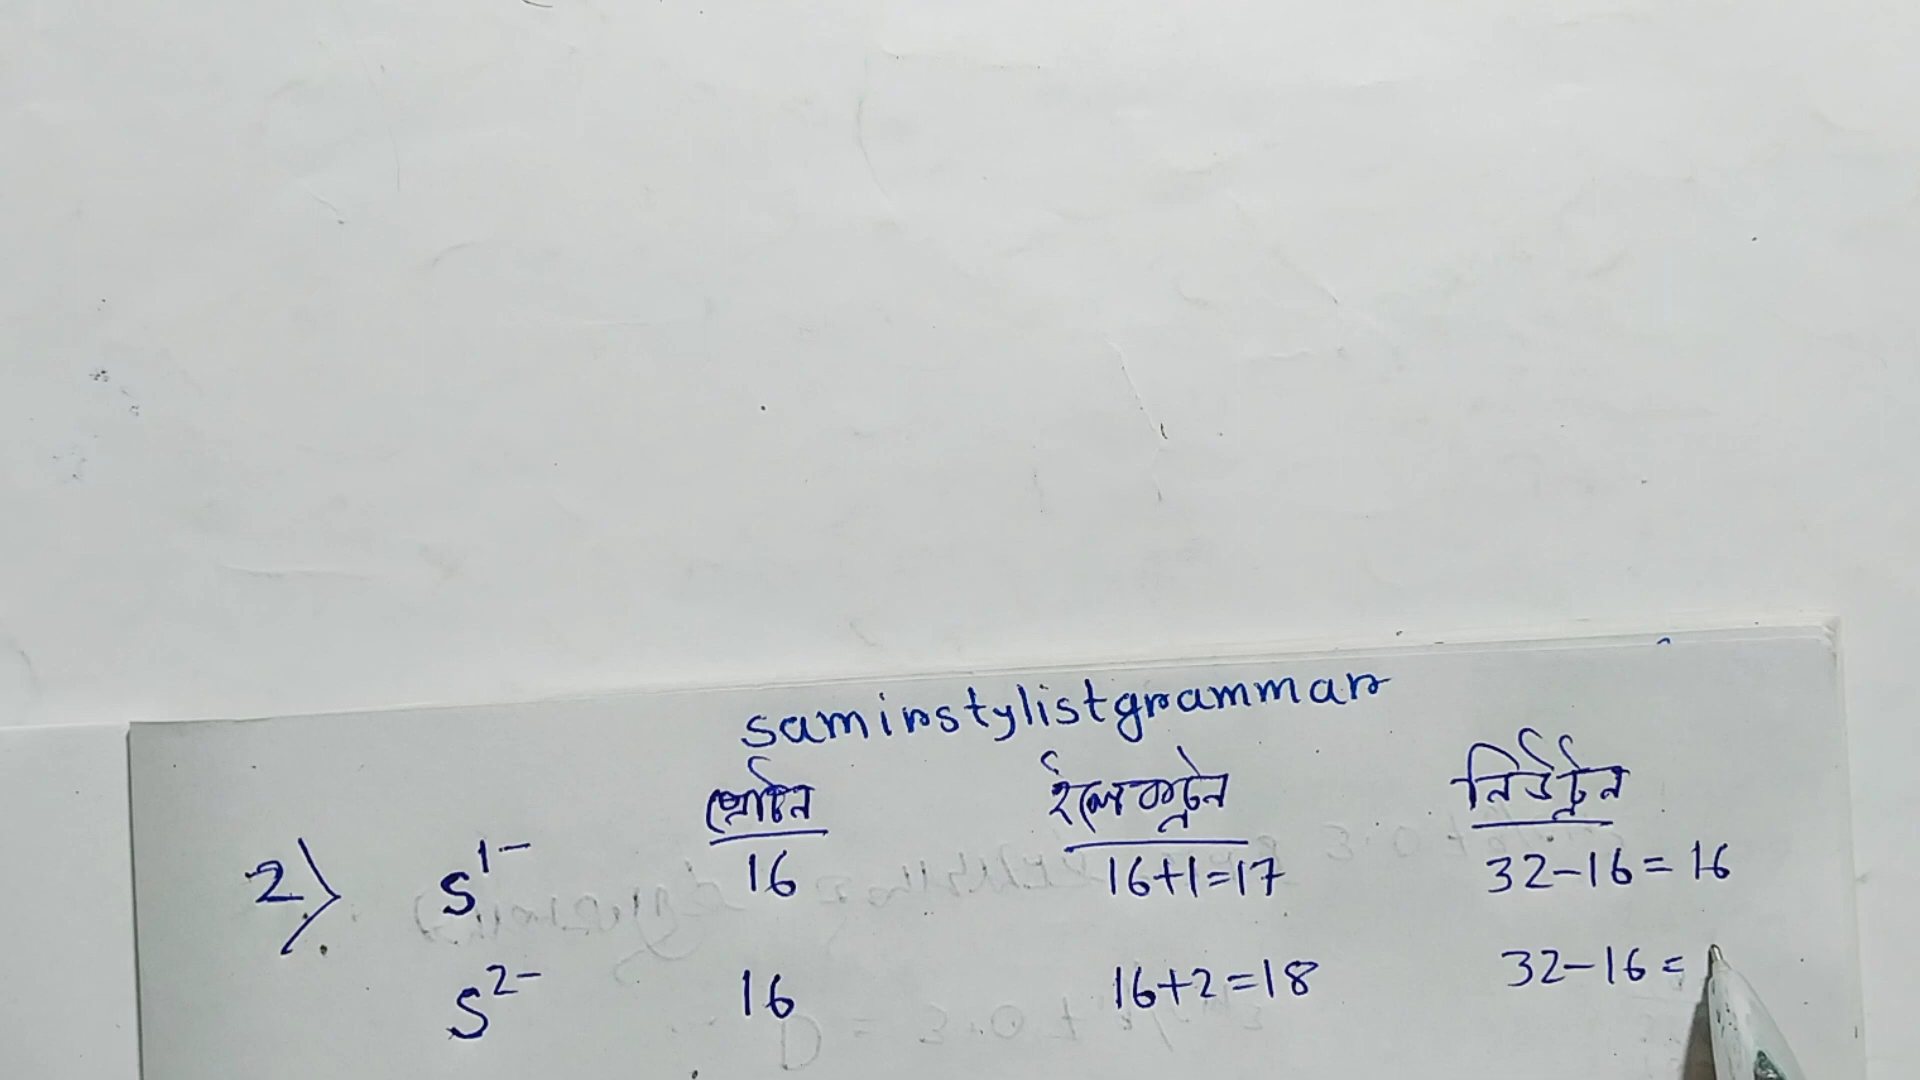 saminstylistgrammar
প্রোটন ইলেকট্রন নিউট্রন
2) S¹⁻ 16 16+1=17 32-16=16
S²⁻ 16 16+2=18 32-16=